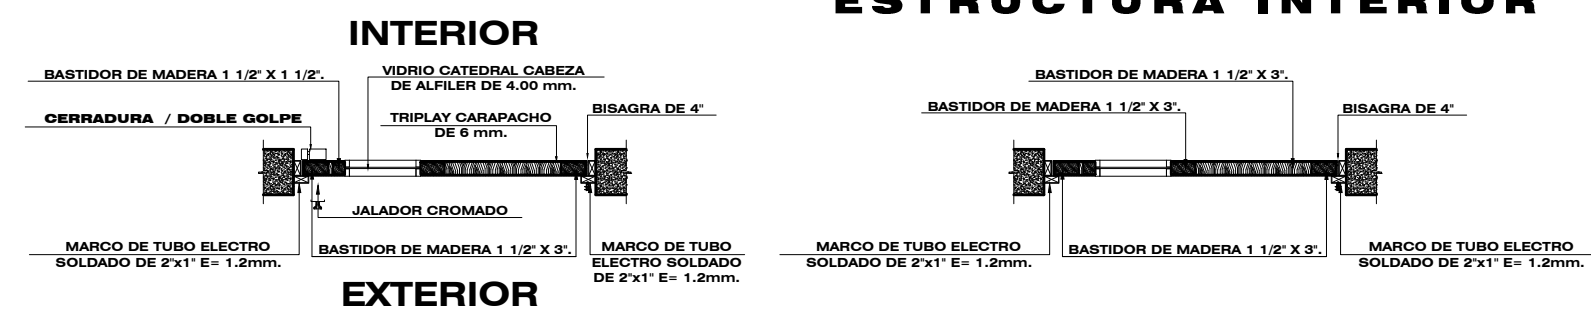 ESTRUCTURA INTERIOR
INTERIOR
BASTIDOR DE MADERA 1 1/2" X 1 1/2".
VIDRIO CATEDRAL CABEZA
DE ALFILER DE 4.00 mm.
CERRADURA / DOBLE GOLPE
TRIPLAY CARAPACHO
DE 6 mm.
BISAGRA DE 4"
JALADOR CROMADO
MARCO DE TUBO ELECTRO
SOLDADO DE 2"x1" E= 1.2mm.
BASTIDOR DE MADERA 1 1/2" X 3".
MARCO DE TUBO
ELECTRO SOLDADO
DE 2"x1" E= 1.2mm.
EXTERIOR
BASTIDOR DE MADERA 1 1/2" X 3".
BASTIDOR DE MADERA 1 1/2" X 3".
BISAGRA DE 4"
MARCO DE TUBO ELECTRO
SOLDADO DE 2"x1" E= 1.2mm.
BASTIDOR DE MADERA 1 1/2" X 3".
MARCO DE TUBO ELECTRO
SOLDADO DE 2"x1" E= 1.2mm.